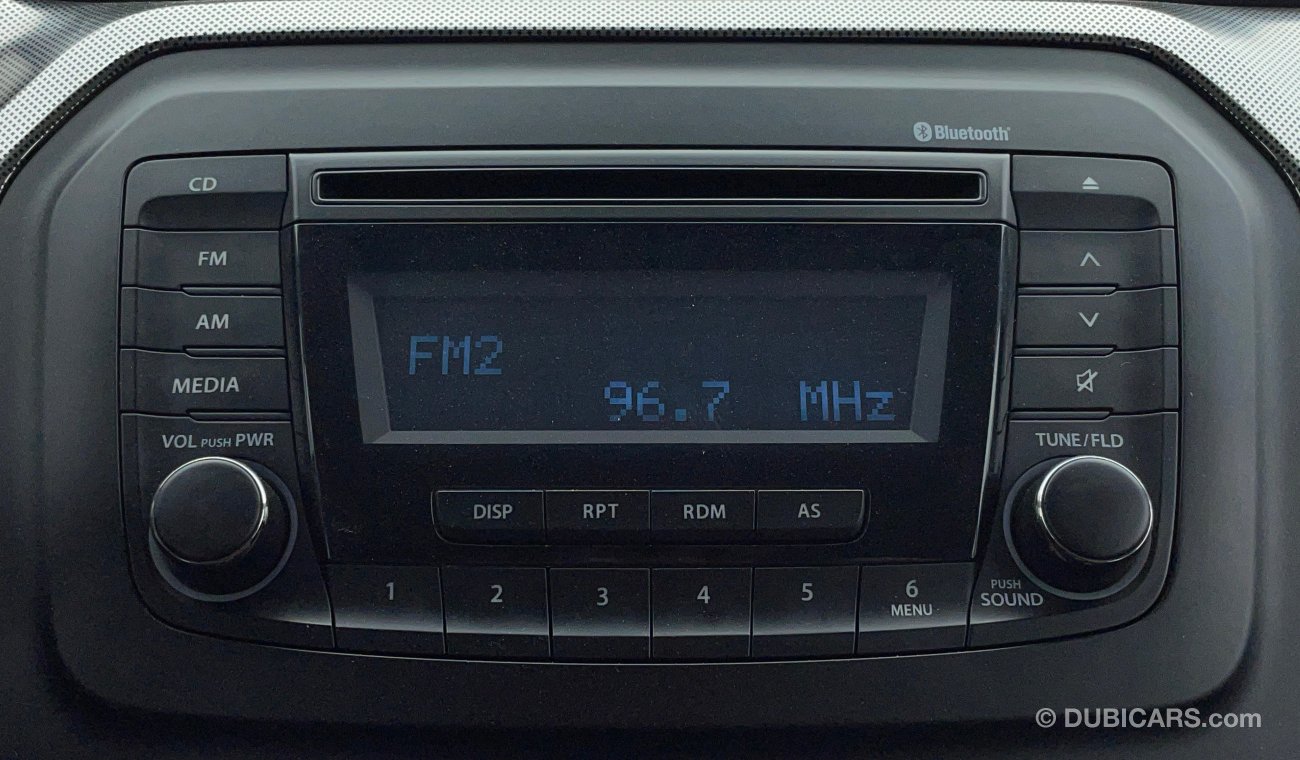 Bluetooth
CD
FM
AM
MEDIA
VOL PUSH PWR
FM2
96.7 MHz
TUNE/FLD
DISP RPT RDM AS
1 2 3 4 5 6
MENU
PUSH
SOUND
© DUBICARS.com